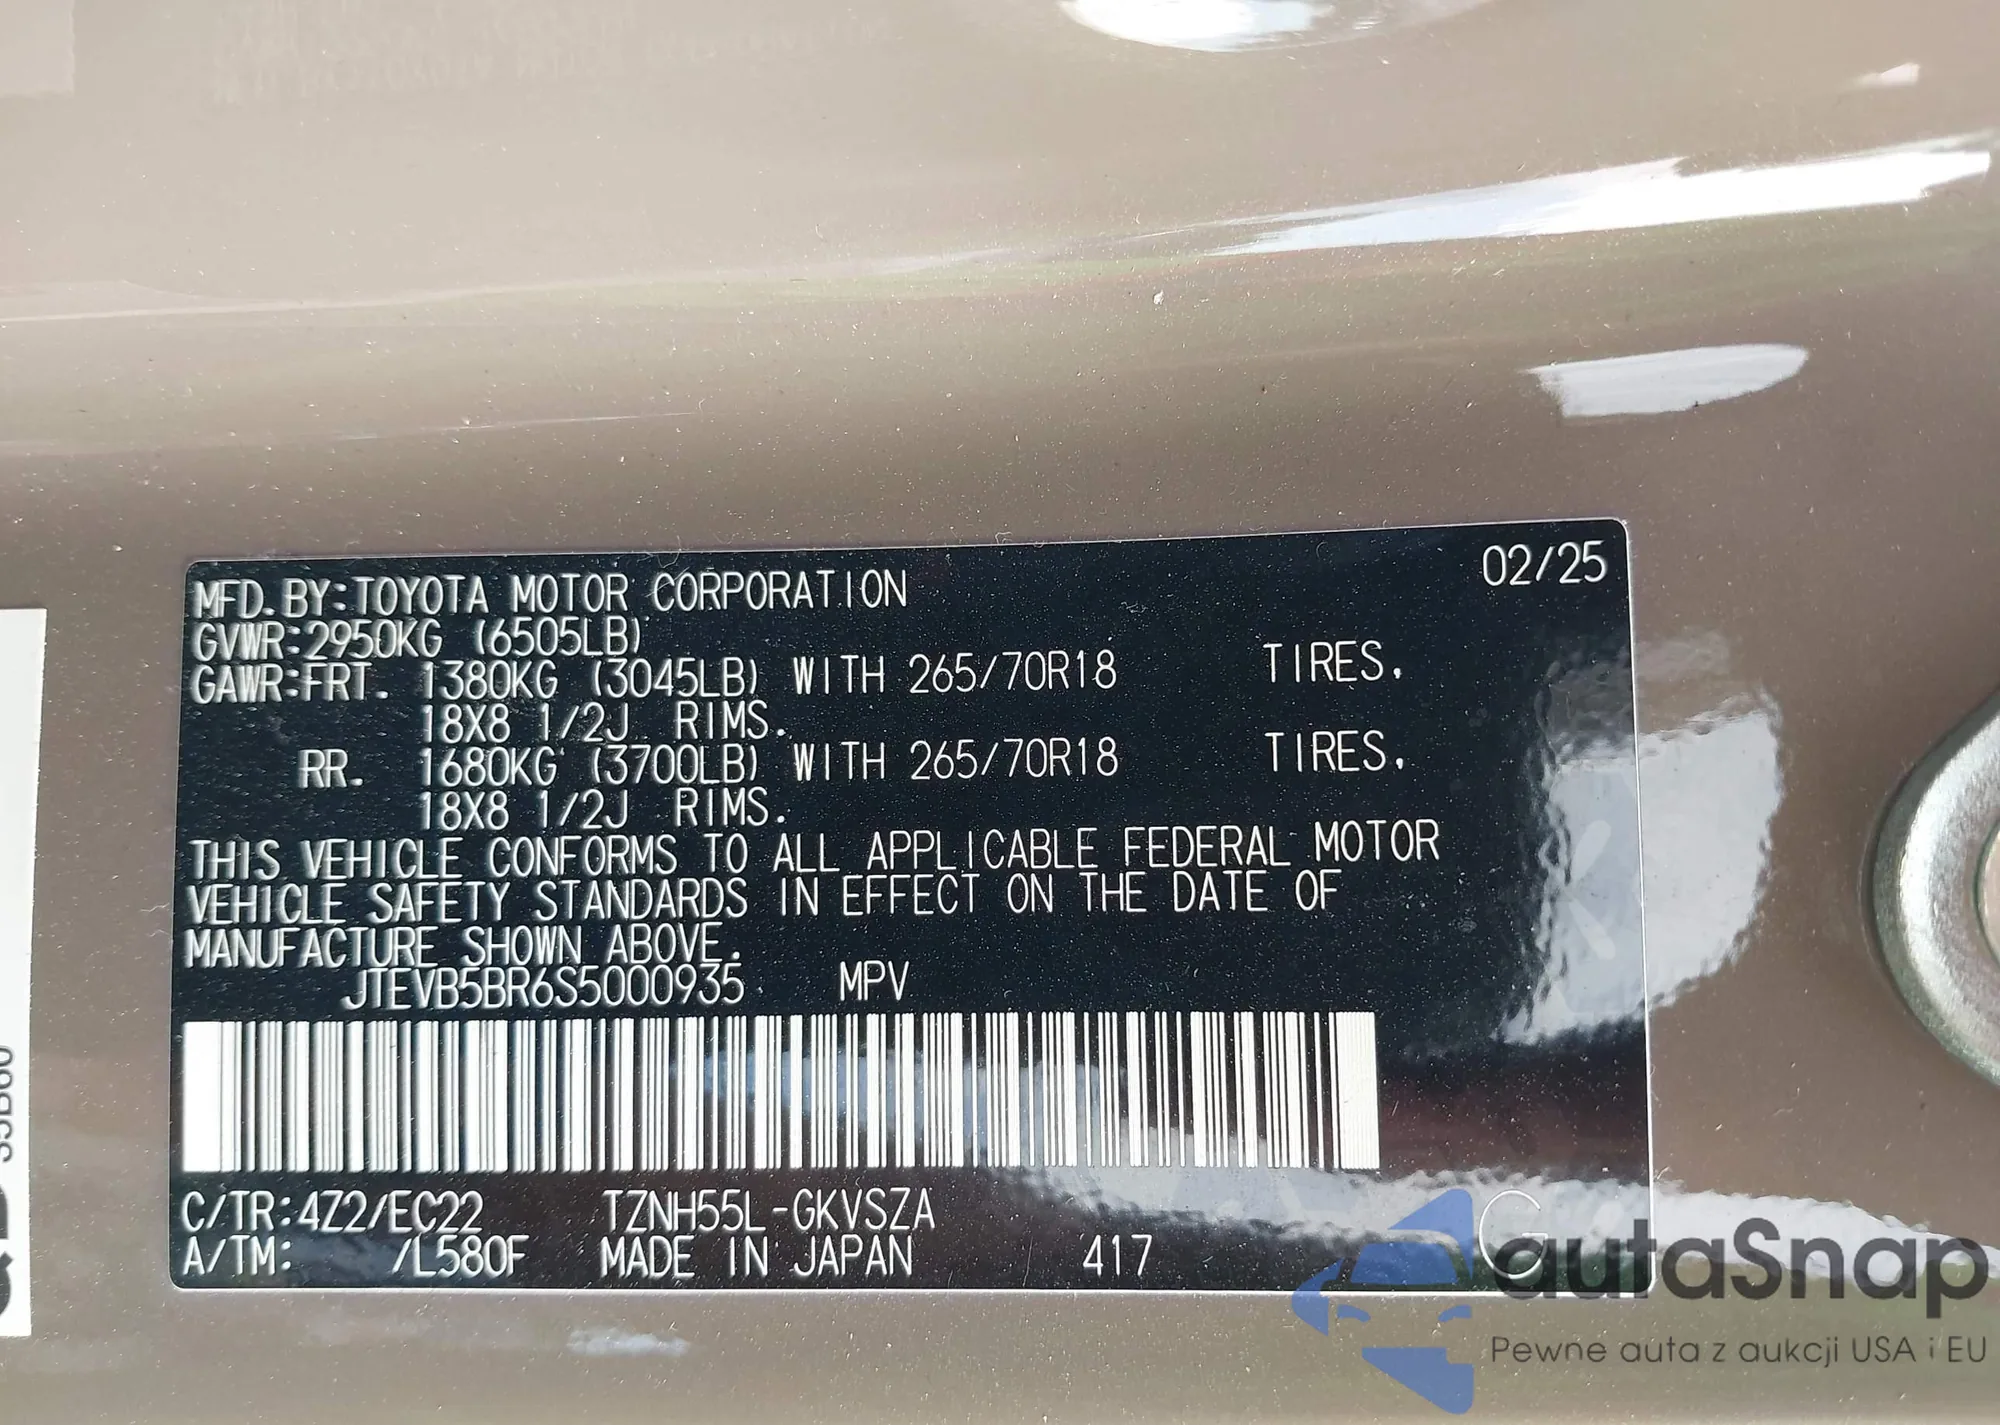 02/25
MFD. BY:TOYOTA MOTOR CORPORATION
GVWR:2950KG (6505LB)
GAWR:FRT. 1380KG (3045LB) WITH 265/70R18 TIRES.
18X8 1/2J RIMS.
RR. 1680KG (3700LB) WITH 265/70R18 TIRES.
18X8 1/2J RIMS.
THIS VEHICLE CONFORMS TO ALL APPLICABLE FEDERAL MOTOR
VEHICLE SAFETY STANDARDS IN EFFECT ON THE DATE OF
MANUFACTURE SHOWN ABOVE.
JTEVB5BR6S5000935 MPV
C/TR:4Z2/EC22 TZNH55L-GKVSZA
A/TM: /L580F MADE IN JAPAN 417 G
autaSnap
Pewne auta z aukcji USA i EU